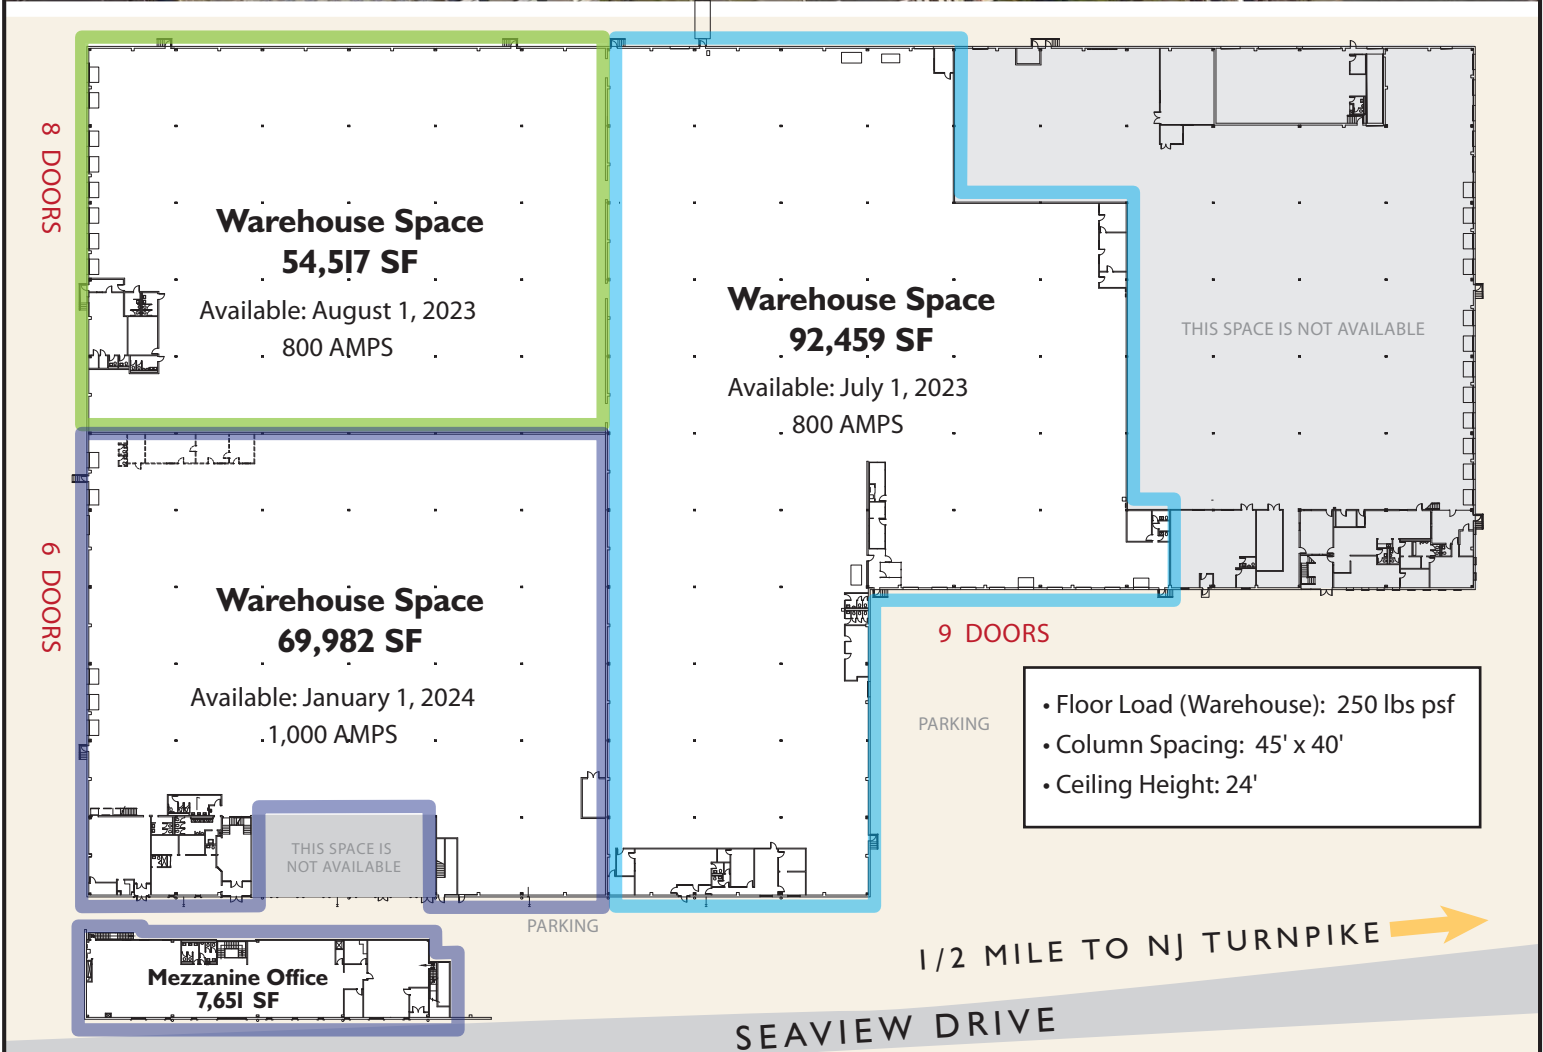 8 DOORS
Warehouse Space
54,517 SF
Available: August 1, 2023
800 AMPS
Warehouse Space
92,459 SF
Available: July 1, 2023
800 AMPS
THIS SPACE IS NOT AVAILABLE
6 DOORS
Warehouse Space
69,982 SF
Available: January 1, 2024
1,000 AMPS
9 DOORS
PARKING
• Floor Load (Warehouse): 250 lbs psf
• Column Spacing: 45' x 40'
• Ceiling Height: 24'
THIS SPACE IS
NOT AVAILABLE
PARKING
Mezzanine Office
7,651 SF
1/2 MILE TO NJ TURNPIKE
SEAVIEW DRIVE